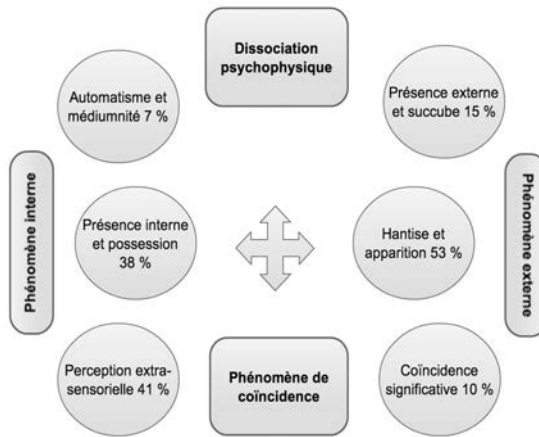 Dissociation
psychophysique
Automatisme et
médiumnité 7 %
Présence externe
et succube 15 %
Phénomène interne
Présence interne
et possession
38 %
Hantise et
apparition 53 %
Phénomène externe
Perception extra-
sensorielle 41 %
Phénomène de
coïncidence
Coïncidence
significative 10 %